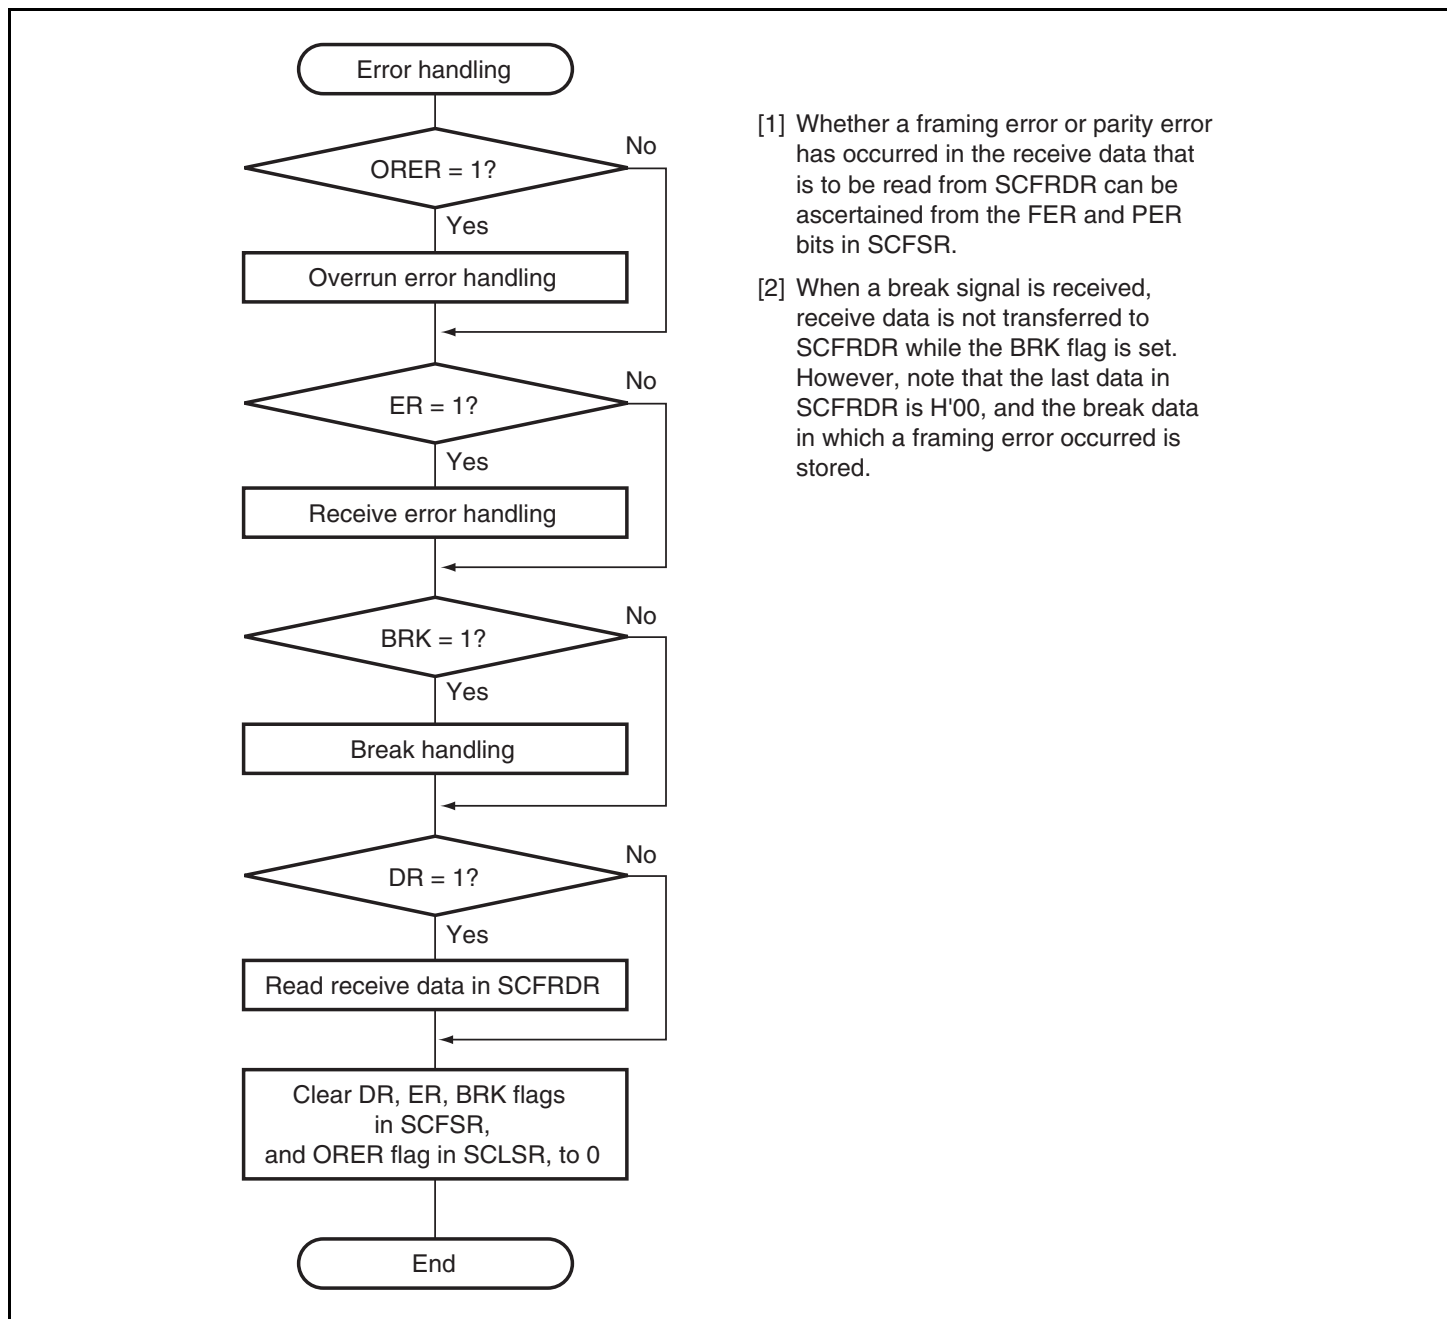 Error handling
ORER = 1?
No
Yes
Overrun error handling
ER = 1?
No
Yes
Receive error handling
BRK = 1?
No
Yes
Break handling
DR = 1?
No
Yes
Read receive data in SCFRDR
Clear DR, ER, BRK flags
in SCFSR,
and ORER flag in SCLSR, to 0
End
[1] Whether a framing error or parity error
has occurred in the receive data that
is to be read from SCFRDR can be
ascertained from the FER and PER
bits in SCFSR.
[2] When a break signal is received,
receive data is not transferred to
SCFRDR while the BRK flag is set.
However, note that the last data in
SCFRDR is H'00, and the break data
in which a framing error occurred is
stored.